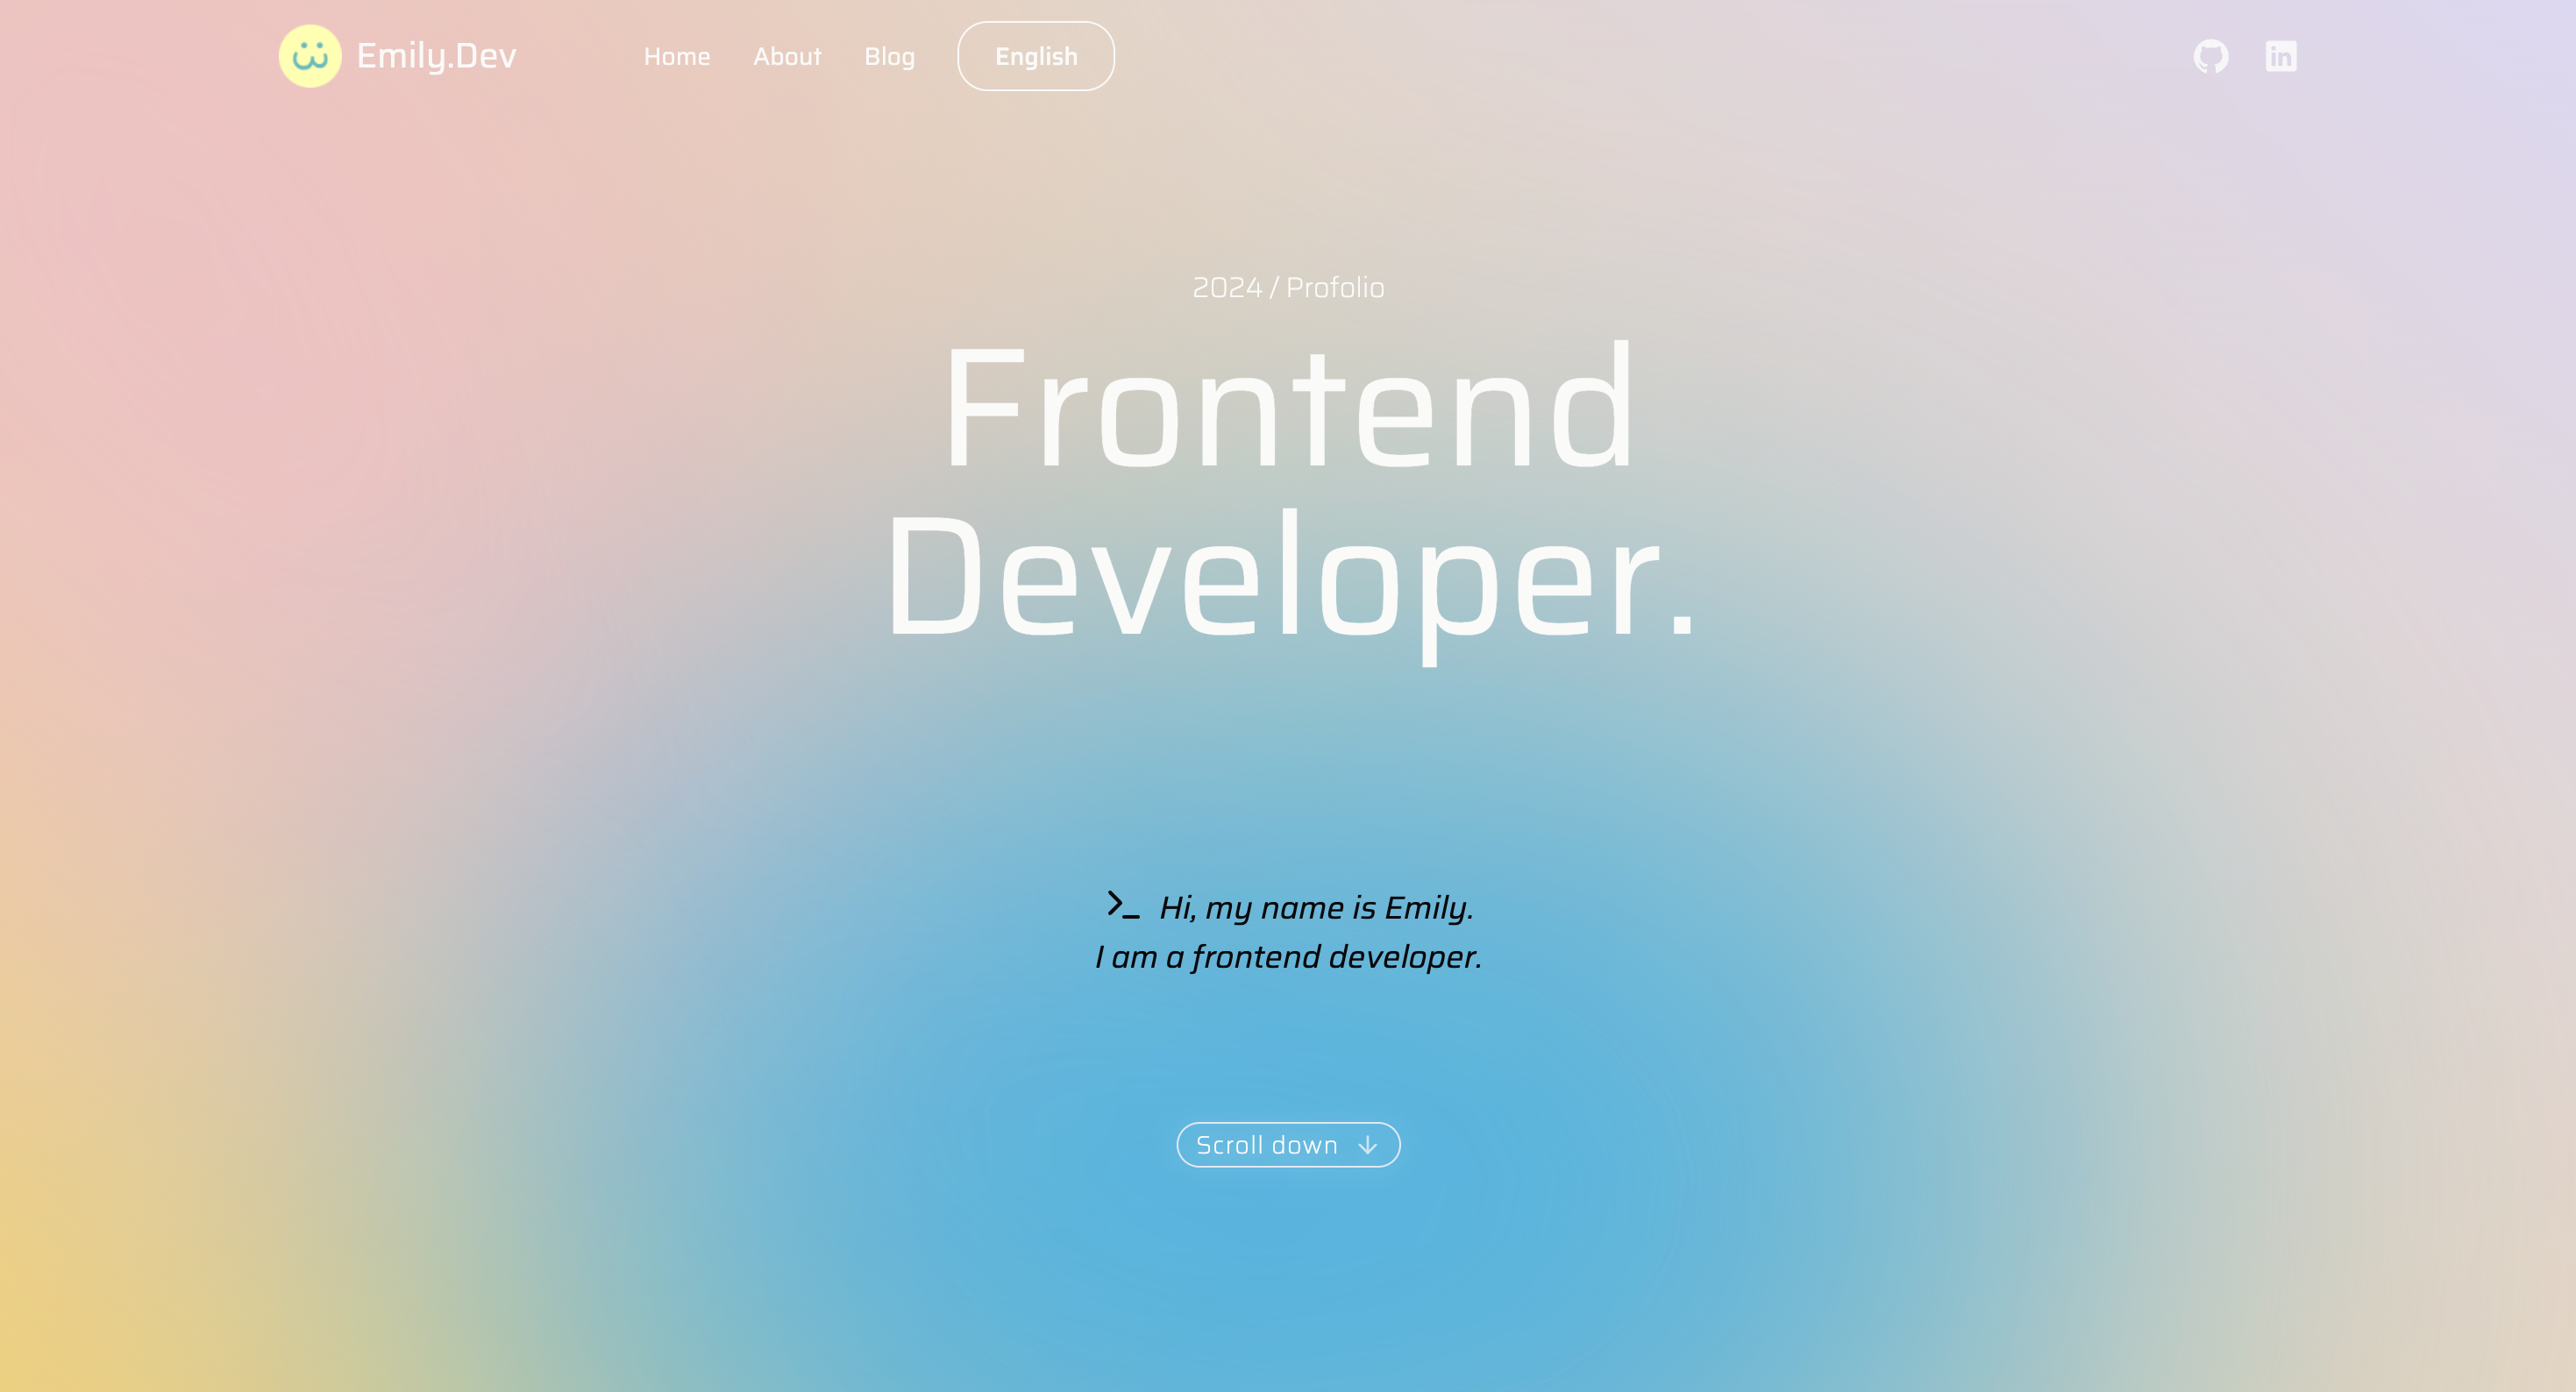 Emily.Dev
Home About Blog English
2024 / Profolio
Frontend
Developer.
>_ Hi, my name is Emily.
I am a frontend developer.
Scroll down ↓